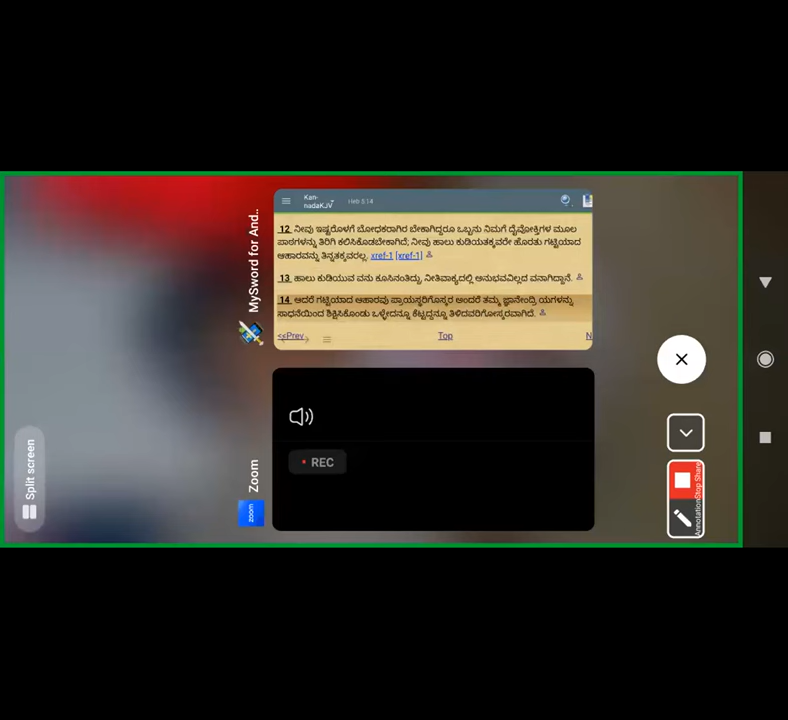 MySword for And..
Kan-
nadaKJV
Heb 5:14
12 ನೀವು ಇಷ್ಟರೊಳಗೆ ಬೋಧಕರಾಗಿರ ಬೇಕಾಗಿದ್ದರೂ ಒಬ್ಬನು ನಿಮಗೆ ದೈವೋಕ್ತಿಗಳ ಮೂಲ
ಪಾಠಗಳನ್ನು ತಿರಿಗಿ ಕಲಿಸಿಕೊಡಬೇಕಾಗಿದೆ; ನೀವು ಹಾಲು ಕುಡಿಯತಕ್ಕವರೇ ಹೊರತು ಗಟ್ಟಿಯಾದ
ಆಹಾರವನ್ನು ತಿನ್ನತಕ್ಕವರಲ್ಲ. xref-1 [xref-1]
13 ಹಾಲು ಕುಡಿಯುವ ವನು ಕೂಸಿನಂತಿದ್ದು, ನೀತಿವಾಕ್ಯದಲ್ಲಿ ಅನುಭವವಿಲ್ಲದ ವನಾಗಿದ್ದಾನೆ.
14 ಆದರೆ ಗಟ್ಟಿಯಾದ ಆಹಾರವು ಪ್ರಾಯಸ್ಥರಿಗೋಸ್ಕರ ಅಂದರೆ ತಮ್ಮ ಜ್ಞಾನೇಂದ್ರಿ ಯಗಳನ್ನು
ಸಾಧನೆಯಿಂದ ಶಿಕ್ಷಿಸಿಕೊಂಡು ಒಳ್ಳೇದನ್ನೂ ಕೆಟ್ಟದ್ದನ್ನೂ ತಿಳಿದವರಿಗೋಸ್ಕರವಾಗಿದೆ.
<<Prev Top N
Zoom
zoom
REC
Split screen
Stop Share
Annotation